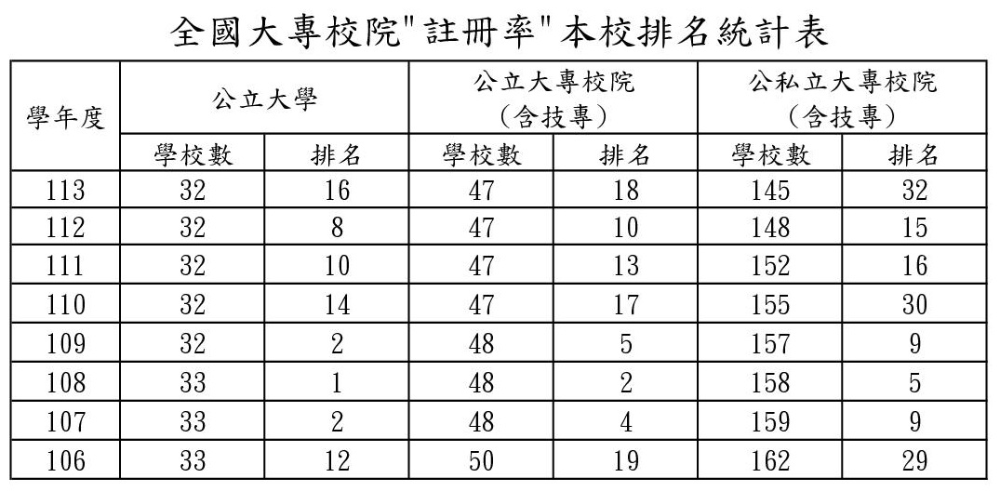 全國大專校院"註冊率"本校排名統計表
學年度 公立大學 公立大專校院（含技專） 公私立大專校院（含技專）
學校數 排名 學校數 排名 學校數 排名
113 32 16 47 18 145 32
112 32 8 47 10 148 15
111 32 10 47 13 152 16
110 32 14 47 17 155 30
109 32 2 48 5 157 9
108 33 1 48 2 158 5
107 33 2 48 4 159 9
106 33 12 50 19 162 29